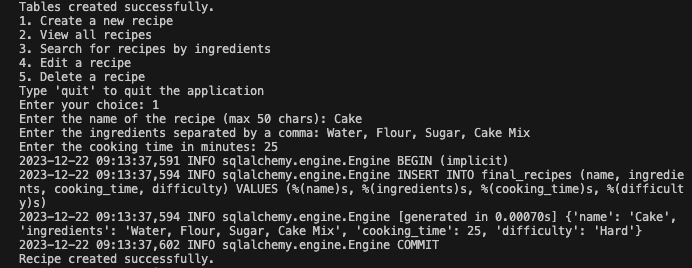 Tables created successfully.
1. Create a new recipe
2. View all recipes
3. Search for recipes by ingredients
4. Edit a recipe
5. Delete a recipe
Type 'quit' to quit the application
Enter your choice: 1
Enter the name of the recipe (max 50 chars): Cake
Enter the ingredients separated by a comma: Water, Flour, Sugar, Cake Mix
Enter the cooking time in minutes: 25
2023-12-22 09:13:37,591 INFO sqlalchemy.engine.Engine BEGIN (implicit)
2023-12-22 09:13:37,594 INFO sqlalchemy.engine.Engine INSERT INTO final_recipes (name, ingredie
nts, cooking_time, difficulty) VALUES (%(name)s, %(ingredients)s, %(cooking_time)s, %(difficult
y)s)
2023-12-22 09:13:37,594 INFO sqlalchemy.engine.Engine [generated in 0.00070s] {'name': 'Cake',
'ingredients': 'Water, Flour, Sugar, Cake Mix', 'cooking_time': 25, 'difficulty': 'Hard'}
2023-12-22 09:13:37,602 INFO sqlalchemy.engine.Engine COMMIT
Recipe created successfully.